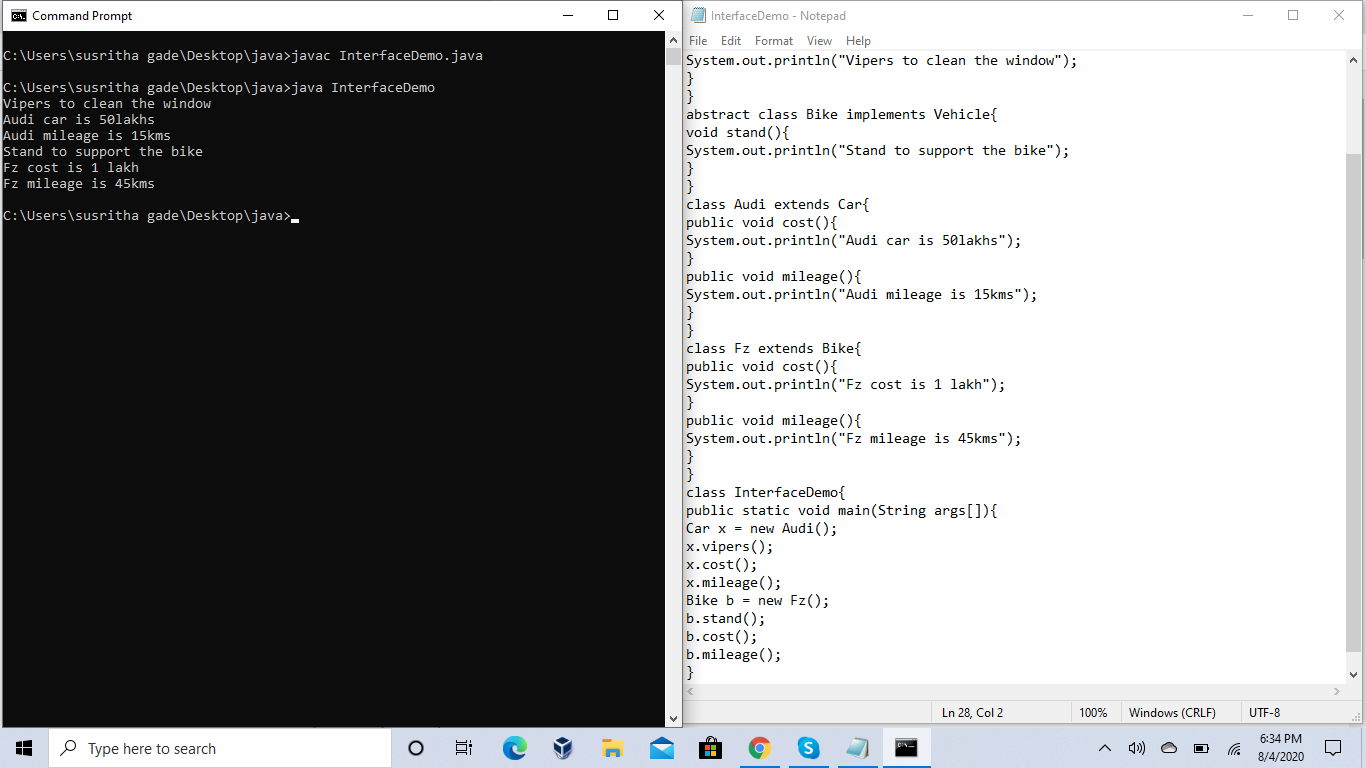 Command Prompt
C:\Users\susritha gade\Desktop\java>javac InterfaceDemo.java
C:\Users\susritha gade\Desktop\java>java InterfaceDemo
Vipers to clean the window
Audi car is 50lakhs
Audi mileage is 15kms
Stand to support the bike
Fz cost is 1 lakh
Fz mileage is 45kms
C:\Users\susritha gade\Desktop\java>
InterfaceDemo - Notepad
File Edit Format View Help
System.out.println("Vipers to clean the window");
}
}
abstract class Bike implements Vehicle{
void stand(){
System.out.println("Stand to support the bike");
}
}
class Audi extends Car{
public void cost(){
System.out.println("Audi car is 50lakhs");
}
public void mileage(){
System.out.println("Audi mileage is 15kms");
}
}
class Fz extends Bike{
public void cost(){
System.out.println("Fz cost is 1 lakh");
}
public void mileage(){
System.out.println("Fz mileage is 45kms");
}
}
class InterfaceDemo{
public static void main(String args[]){
Car x = new Audi();
x.vipers();
x.cost();
x.mileage();
Bike b = new Fz();
b.stand();
b.cost();
b.mileage();
}
Ln 28, Col 2 100% Windows (CRLF) UTF-8
Type here to search
6:34 PM
8/4/2020